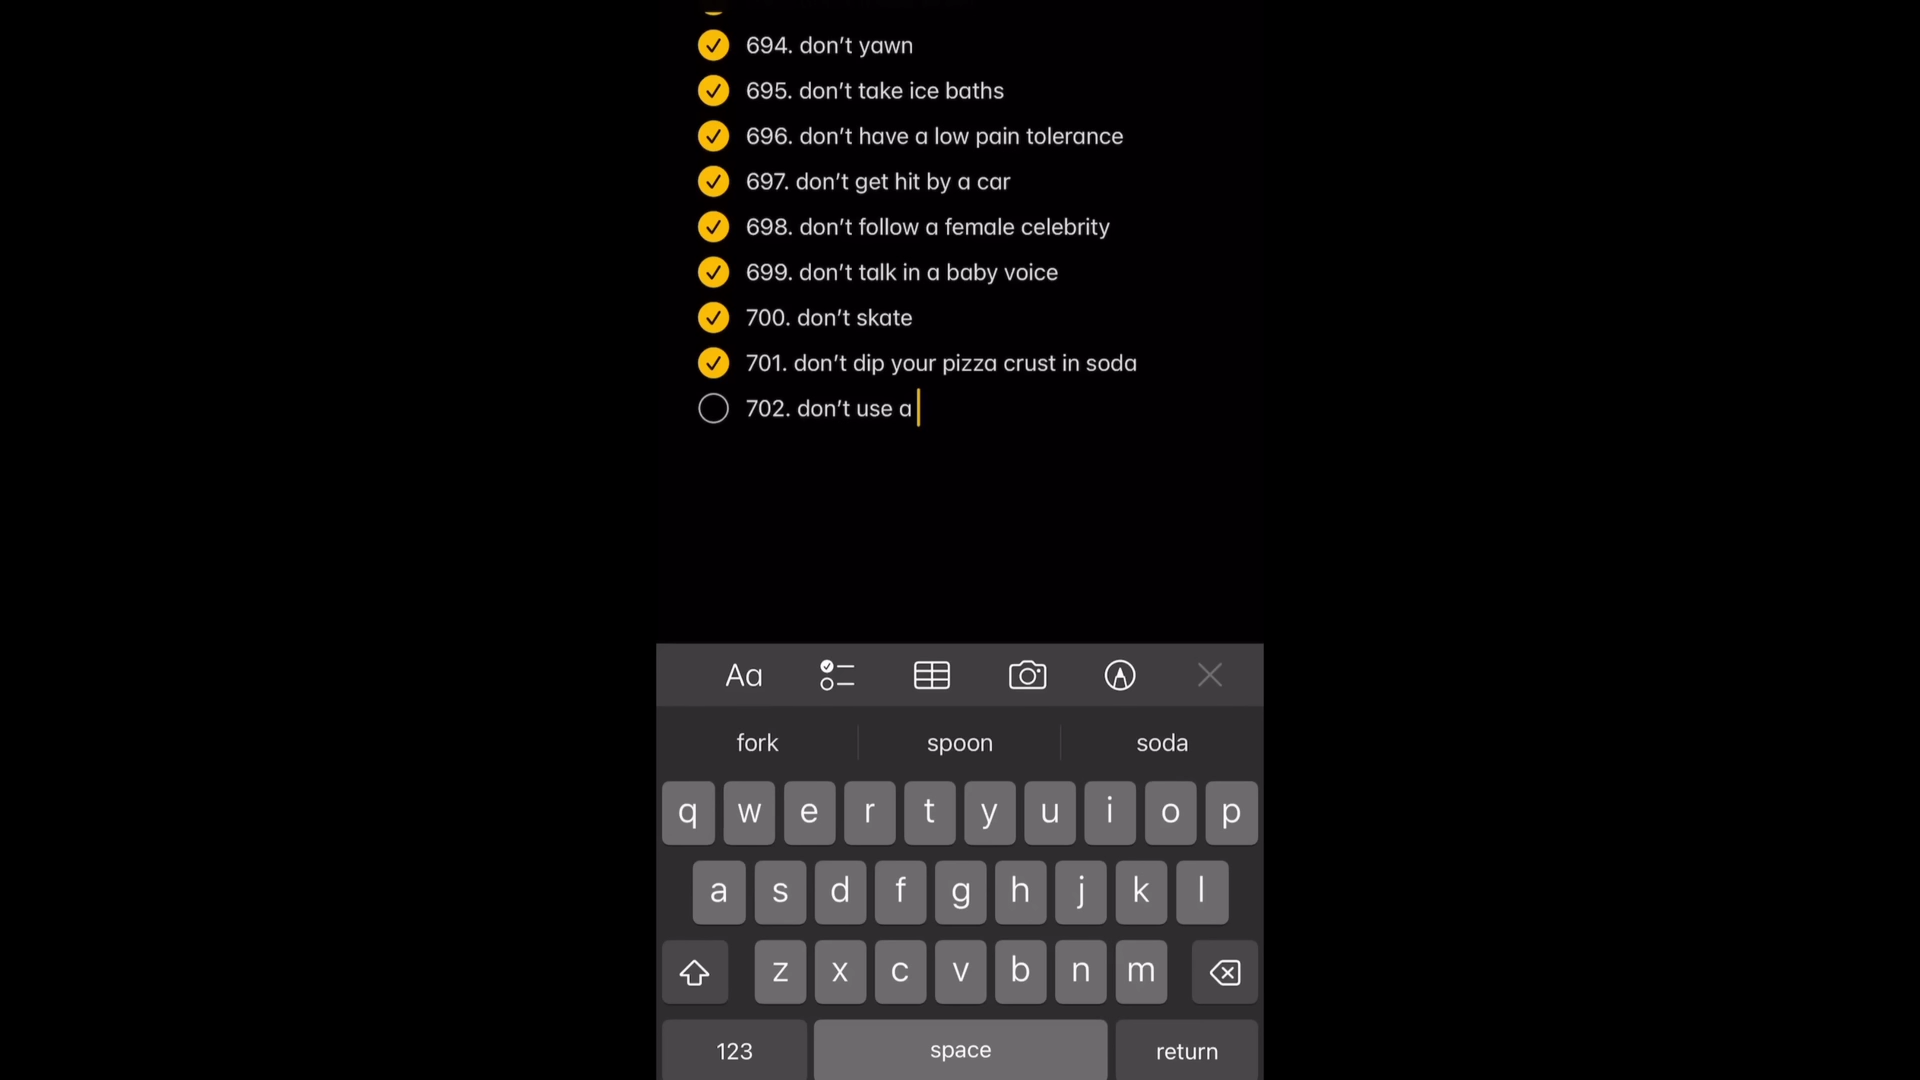 694. don’t yawn
695. don’t take ice baths
696. don’t have a low pain tolerance
697. don’t get hit by a car
698. don’t follow a female celebrity
699. don’t talk in a baby voice
700. don’t skate
701. don’t dip your pizza crust in soda
702. don’t use a
Aa
fork spoon soda
q w e r t y u i o p
a s d f g h j k l
z x c v b n m
123 space return